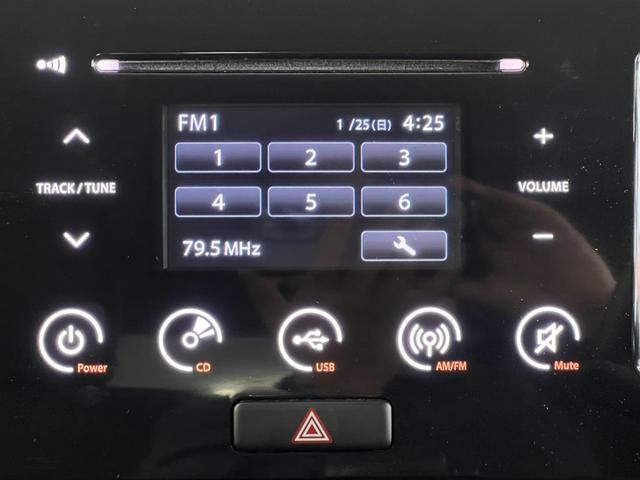 FM1 1/25(日) 4:25
1 2 3
TRACK/TUNE VOLUME
4 5 6
79.5 MHz
Power CD USB AM/FM Mute